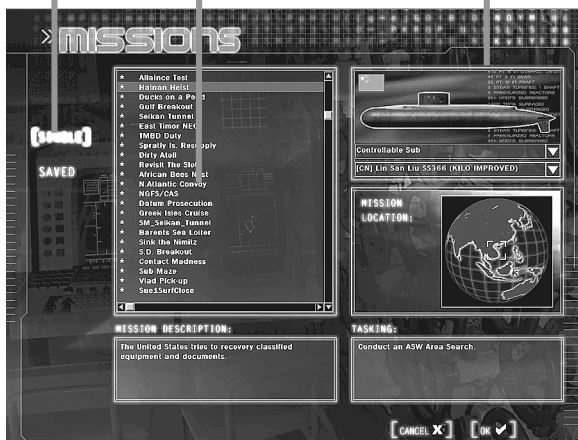 » MISSIONS
[SINGLE]
SAVED
* Allaince Test
* Hainan Heist
* Ducks on a Pond
* Gulf Breakout
* Seikan Tunnel
* East Timor NEO
* TMBD Duty
* Spratly Is. Resupply
* Dirty Atoll
* Revisit The Slot
* African Bees Nest
* N.Atlantic Convoy
* NGFS/CAS
* Datum Prosecution
* Greek Isles Cruise
* SM_Seikan_Tunnel
* Barents Sea Loiter
* Sink the Nimitz
* S.D. Breakout
* Contact Madness
* Sub Maze
* Vlad Pick-up
* Sue1SurfClose
Controllable Sub
[CN] Lin San Liu SS366 (KILO IMPROVED)
MISSION
LOCATION:
MISSION DESCRIPTION:
The United States tries to recover classified
equipment and documents.
TASKING:
Conduct an ASW Area Search.
[CANCEL X]
[OK ✔]